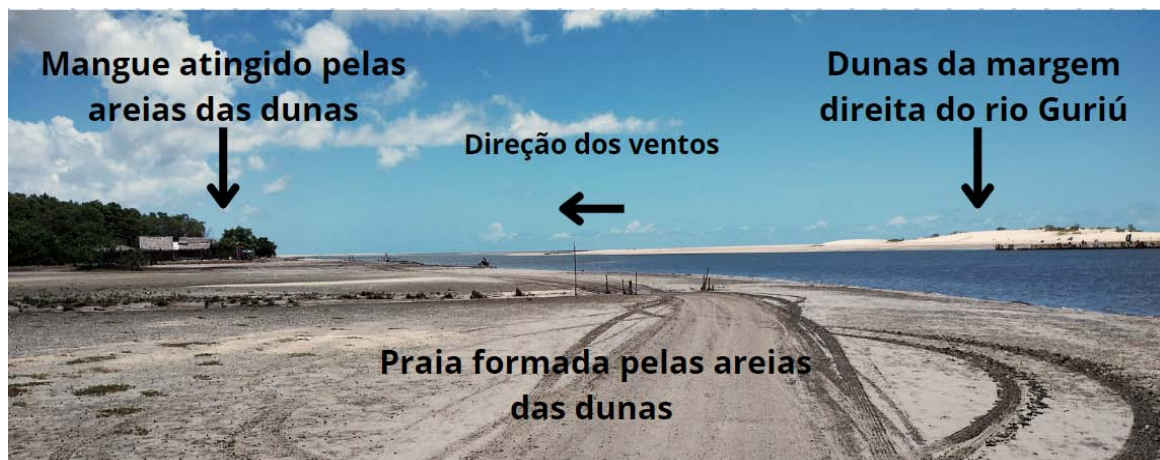 Mangue atingido pelas
areias das dunas
Dunas da margem
direita do rio Guriú
Direção dos ventos
Praia formada pelas areias
das dunas